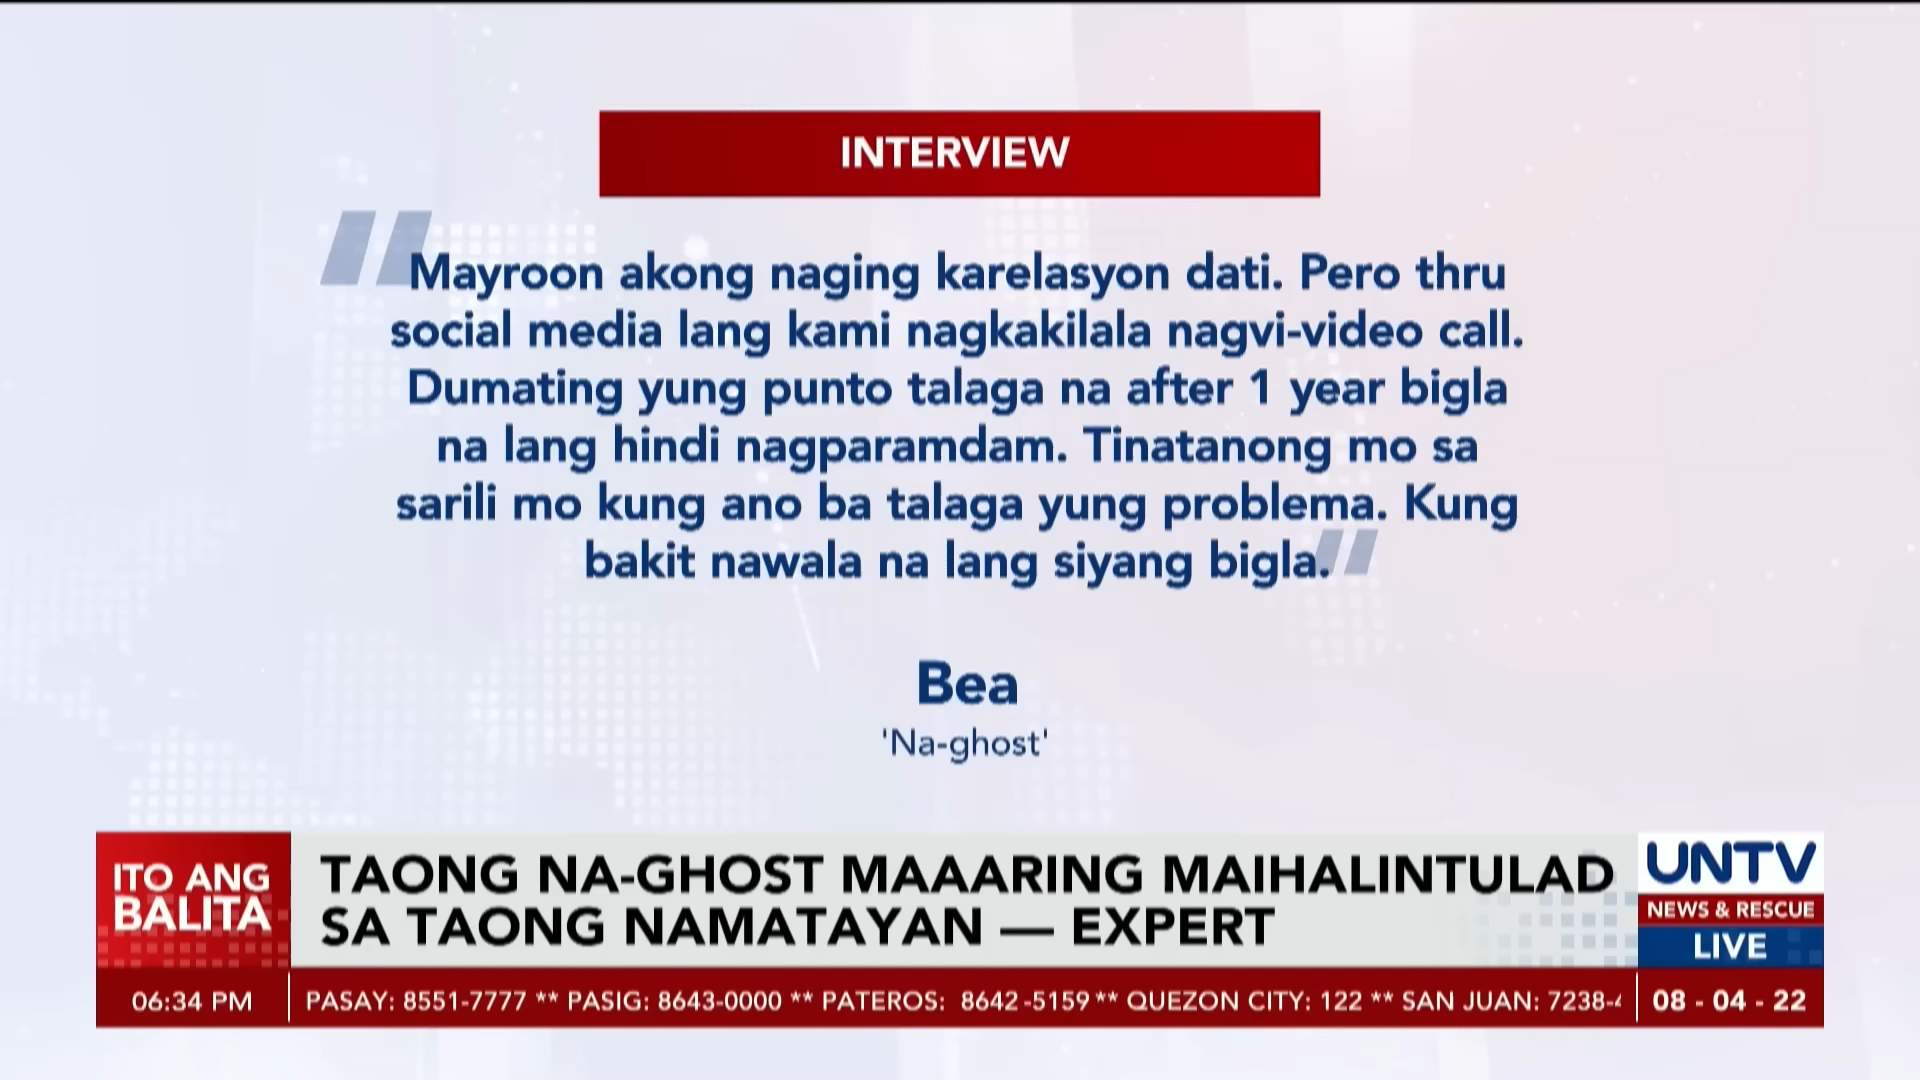 INTERVIEW
"Mayroon akong naging karelasyon dati. Pero thru
social media lang kami nagkakilala nagvi-video call.
Dumating yung punto talaga na after 1 year bigla
na lang hindi nagparamdam. Tinatanong mo sa
sarili mo kung ano ba talaga yung problema. Kung
bakit nawala na lang siyang bigla."
Bea
'Na-ghost'
ITO ANG
BALITA
TAONG NA-GHOST MAAARING MAIHALINTULAD
SA TAONG NAMATAYAN — EXPERT
UNTV
NEWS & RESCUE
LIVE
06:34 PM
PASAY: 8551-7777 ** PASIG: 8643-0000 ** PATEROS: 8642-5159 ** QUEZON CITY: 122 ** SAN JUAN: 7238-
08 - 04 - 22